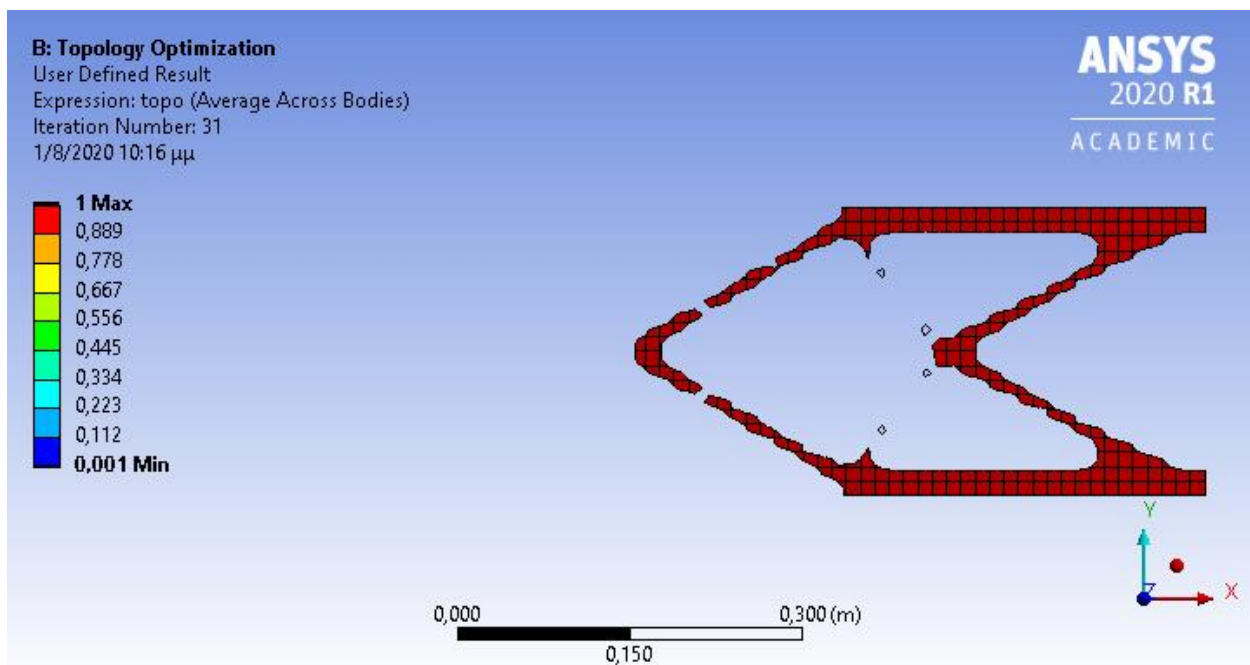 B: Topology Optimization
User Defined Result
Expression: topo (Average Across Bodies)
Iteration Number: 31
1/8/2020 10:16 μμ
ANSYS
2020 R1
ACADEMIC
1 Max
0,889
0,778
0,667
0,556
0,445
0,334
0,223
0,112
0,001 Min
Y
Z
X
0,000
0,300 (m)
0,150